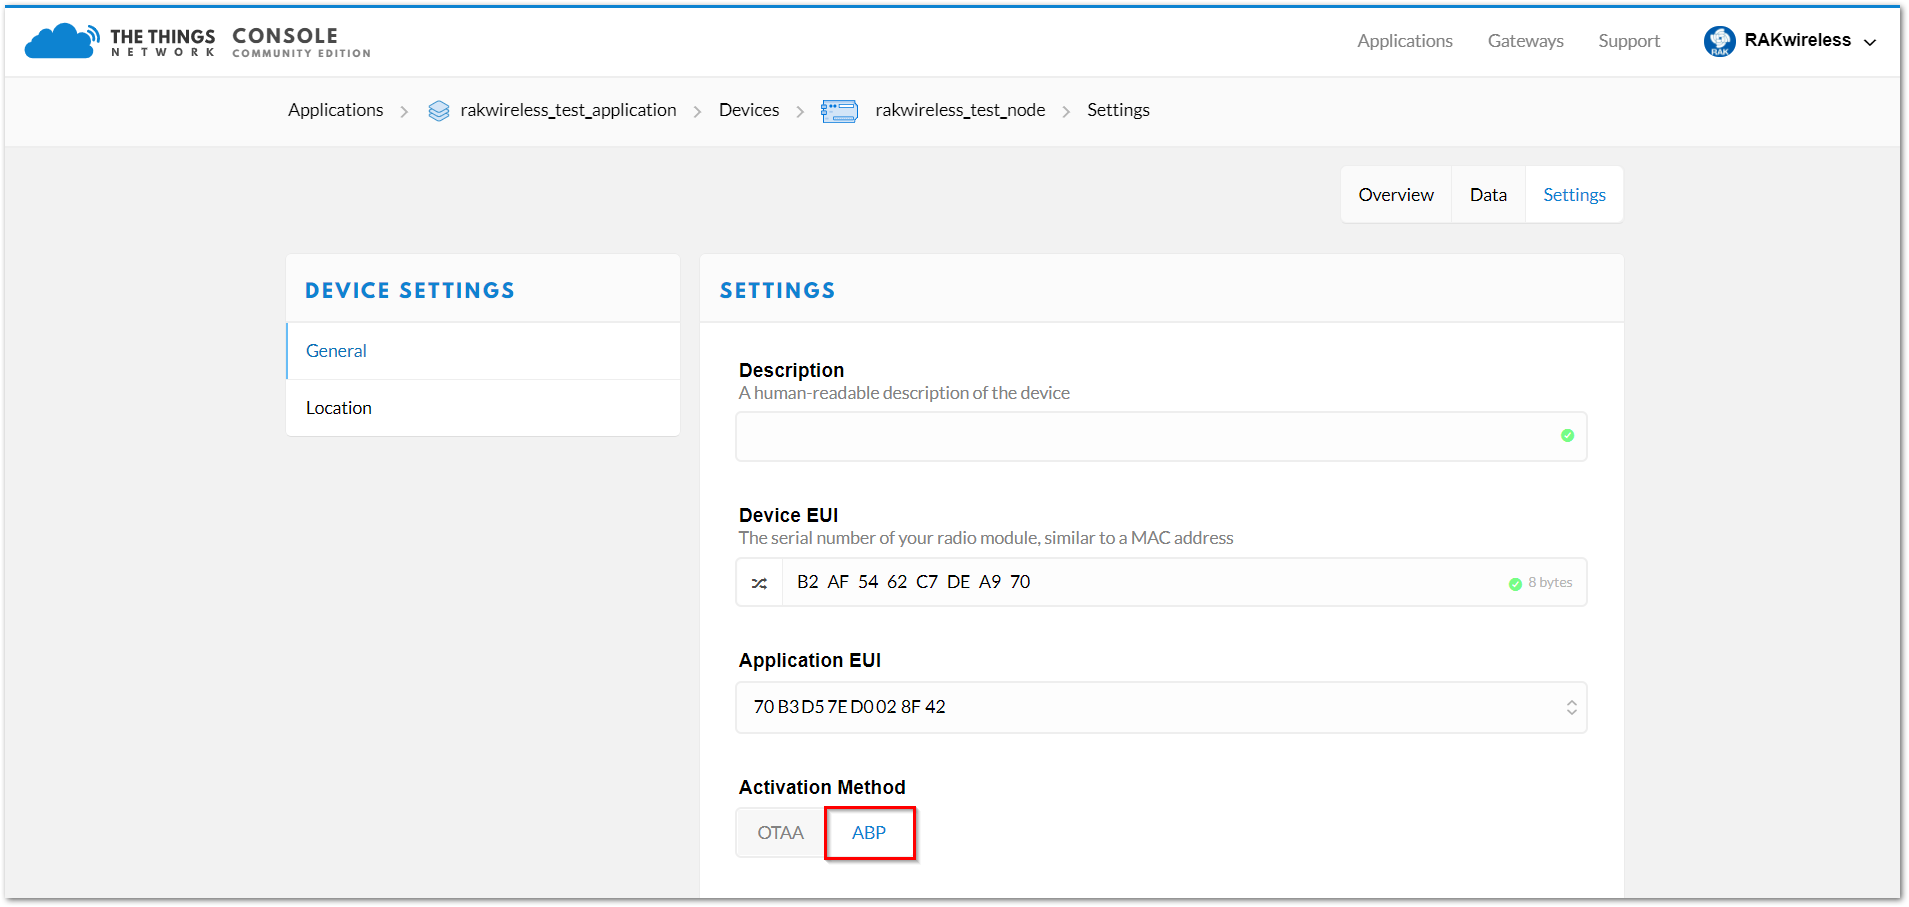 THE THINGS NETWORK CONSOLE COMMUNITY EDITION
Applications Gateways Support RAK RAKwireless
Applications rakwireless_test_application Devices rakwireless_test_node Settings
Overview Data Settings
DEVICE SETTINGS
General
Location
SETTINGS
Description
A human-readable description of the device
Device EUI
The serial number of your radio module, similar to a MAC address
B2 AF 54 62 C7 DE A9 70 8 bytes
Application EUI
70 B3 D5 7E D0 02 8F 42
Activation Method
OTAA ABP